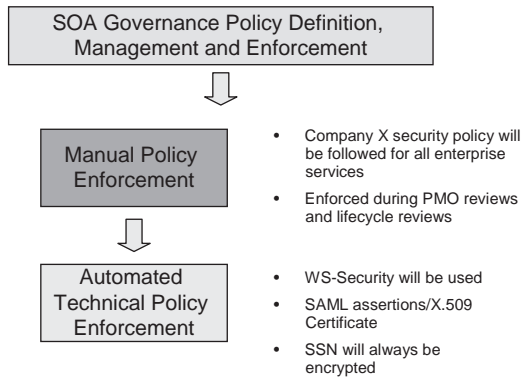 SOA Governance Policy Definition,
Management and Enforcement
Manual Policy
Enforcement
• Company X security policy will
be followed for all enterprise
services
• Enforced during PMO reviews
and lifecycle reviews
Automated
Technical Policy
Enforcement
• WS-Security will be used
• SAML assertions/X.509
Certificate
• SSN will always be
encrypted